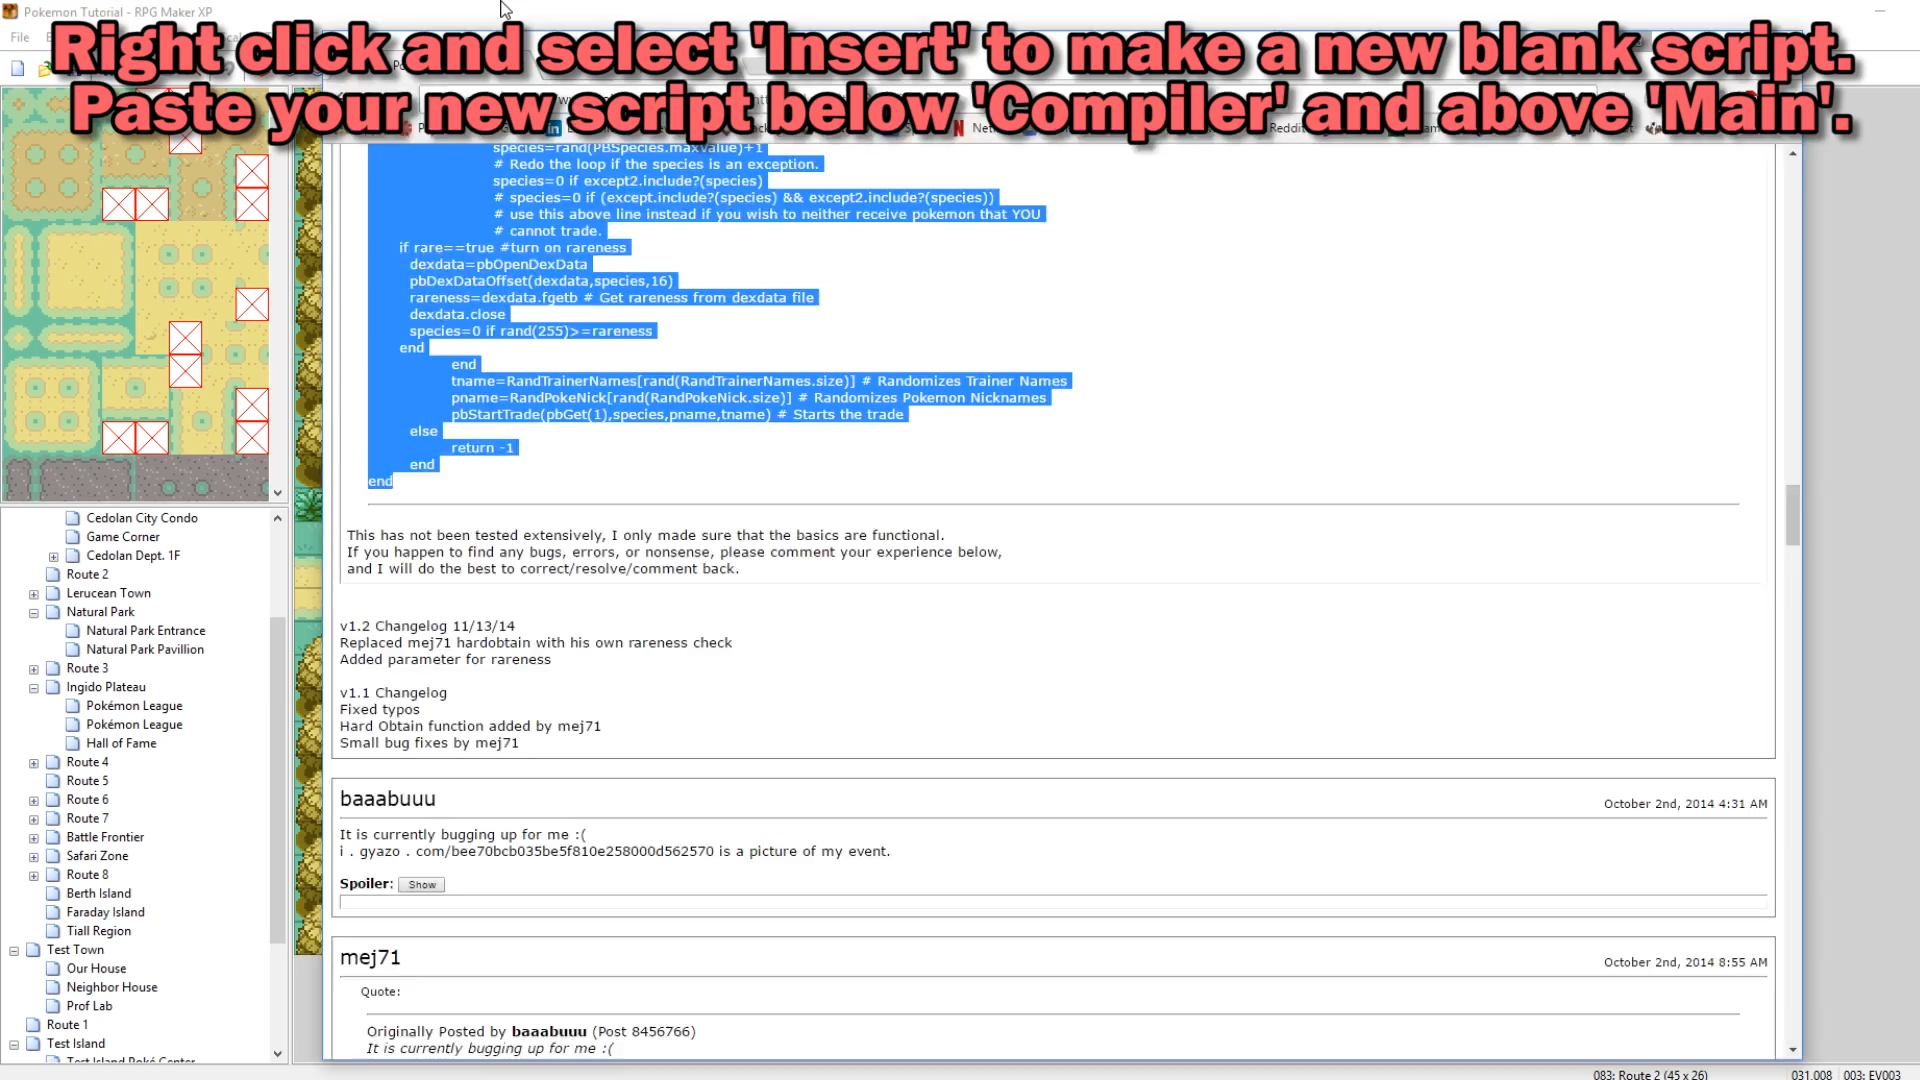 Pokemon Tutorial - RPG Maker XP
File
Right click and select 'Insert' to make a new blank script.
Paste your new script below 'Compiler' and above 'Main'.
species=rand(PBSpecies.maxValue)+1
# Redo the loop if the species is an exception.
species=0 if except2.include?(species)
# species=0 if (except.include?(species) && except2.include?(species))
# use this above line instead if you wish to neither receive pokemon that YOU
# cannot trade.
if rare==true #turn on rareness
dexdata=pbOpenDexData
pbDexDataOffset(dexdata,species,16)
rareness=dexdata.fgetb # Get rareness from dexdata file
dexdata.close
species=0 if rand(255)>=rareness
end
end
tname=RandTrainerNames[rand(RandTrainerNames.size)] # Randomizes Trainer Names
pname=RandPokeNick[rand(RandPokeNick.size)] # Randomizes Pokemon Nicknames
pbStartTrade(pbGet(1),species,pname,tname) # Starts the trade
else
return -1
end
end
This has not been tested extensively, I only made sure that the basics are functional.
If you happen to find any bugs, errors, or nonsense, please comment your experience below,
and I will do the best to correct/resolve/comment back.
v1.2 Changelog 11/13/14
Replaced mej71 hardobtain with his own rareness check
Added parameter for rareness
v1.1 Changelog
Fixed typos
Hard Obtain function added by mej71
Small bug fixes by mej71
baaabuuu
October 2nd, 2014 4:31 AM
It is currently bugging up for me :(
i . gyazo . com/bee70bcb035be5f810e258000d562570 is a picture of my event.
Spoiler: Show
mej71
October 2nd, 2014 8:55 AM
Quote:
Originally Posted by baaabuuu (Post 8456766)
It is currently bugging up for me :(
Cedolan City Condo
Game Corner
Cedolan Dept. 1F
Route 2
Lerucean Town
Natural Park
Natural Park Entrance
Natural Park Pavillion
Route 3
Ingido Plateau
Pokémon League
Pokémon League
Hall of Fame
Route 4
Route 5
Route 6
Route 7
Battle Frontier
Safari Zone
Route 8
Berth Island
Faraday Island
Tiall Region
Test Town
Our House
Neighbor House
Prof Lab
Route 1
Test Island
Test Island Poké Center
083: Route 2 (45 x 26)
031,008
003: EV003